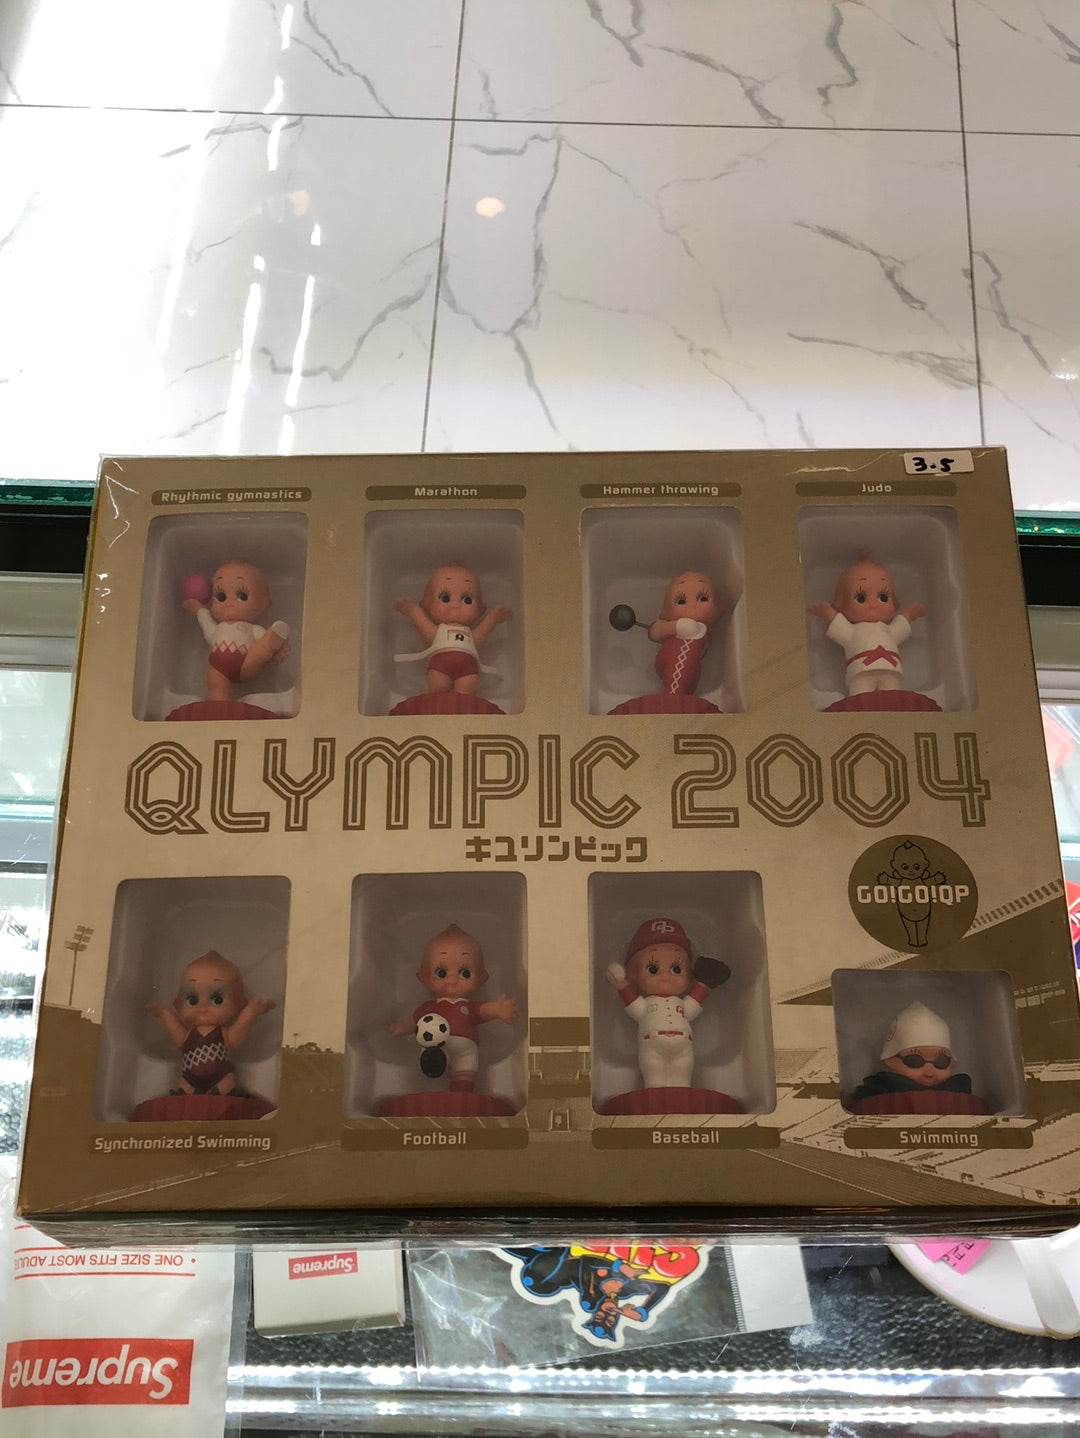 3.5
Rhythmic gymnastics
Marathon
Hammer throwing
Judo
QLYMPIC 2004
キユリンピック
GO!GO!QP
Synchronized Swimming
Football
Baseball
Swimming
• ONE SIZE FITS MOST ADULTS
Supreme
Supreme